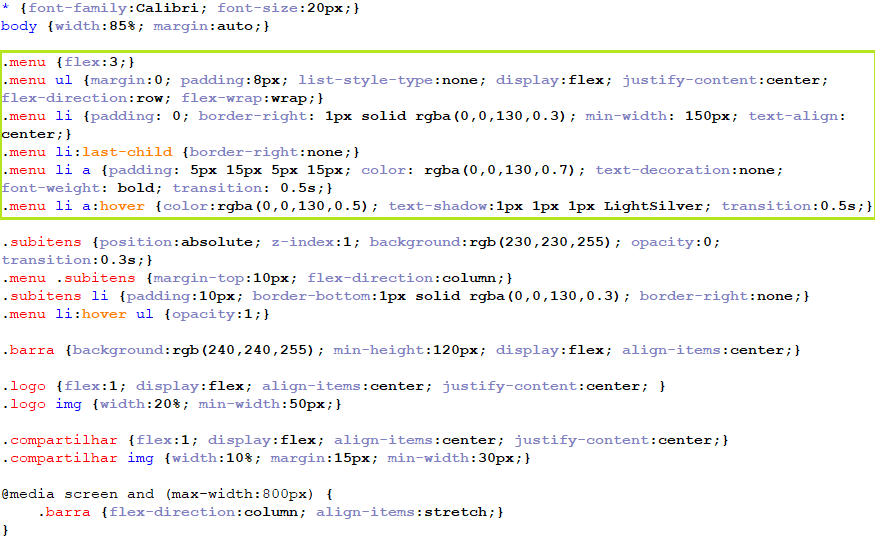 * {font-family:Calibri; font-size:20px;}
body {width:85%; margin:auto;}
.menu {flex:3;}
.menu ul {margin:0; padding:8px; list-style-type:none; display:flex; justify-content:center;
flex-direction:row; flex-wrap:wrap;}
.menu li {padding: 0; border-right: 1px solid rgba(0,0,130,0.3); min-width: 150px; text-align:
center;}
.menu li:last-child {border-right:none;}
.menu li a {padding: 5px 15px 5px 15px; color: rgba(0,0,130,0.7); text-decoration:none;
font-weight: bold; transition: 0.5s;}
.menu li a:hover {color:rgba(0,0,130,0.5); text-shadow:1px 1px 1px LightSilver; transition:0.5s;}
.subitens {position:absolute; z-index:1; background:rgb(230,230,255); opacity:0;
transition:0.3s;}
.menu .subitens {margin-top:10px; flex-direction:column;}
.subitens li {padding:10px; border-bottom:1px solid rgba(0,0,130,0.3); border-right:none;}
.menu li:hover ul {opacity:1;}
.barra {background:rgb(240,240,255); min-height:120px; display:flex; align-items:center;}
.logo {flex:1; display:flex; align-items:center; justify-content:center; }
.logo img {width:20%; min-width:50px;}
.compartilhar {flex:1; display:flex; align-items:center; justify-content:center;}
.compartilhar img {width:10%; margin:15px; min-width:30px;}
@media screen and (max-width:800px) {
    .barra {flex-direction:column; align-items:stretch;}
}